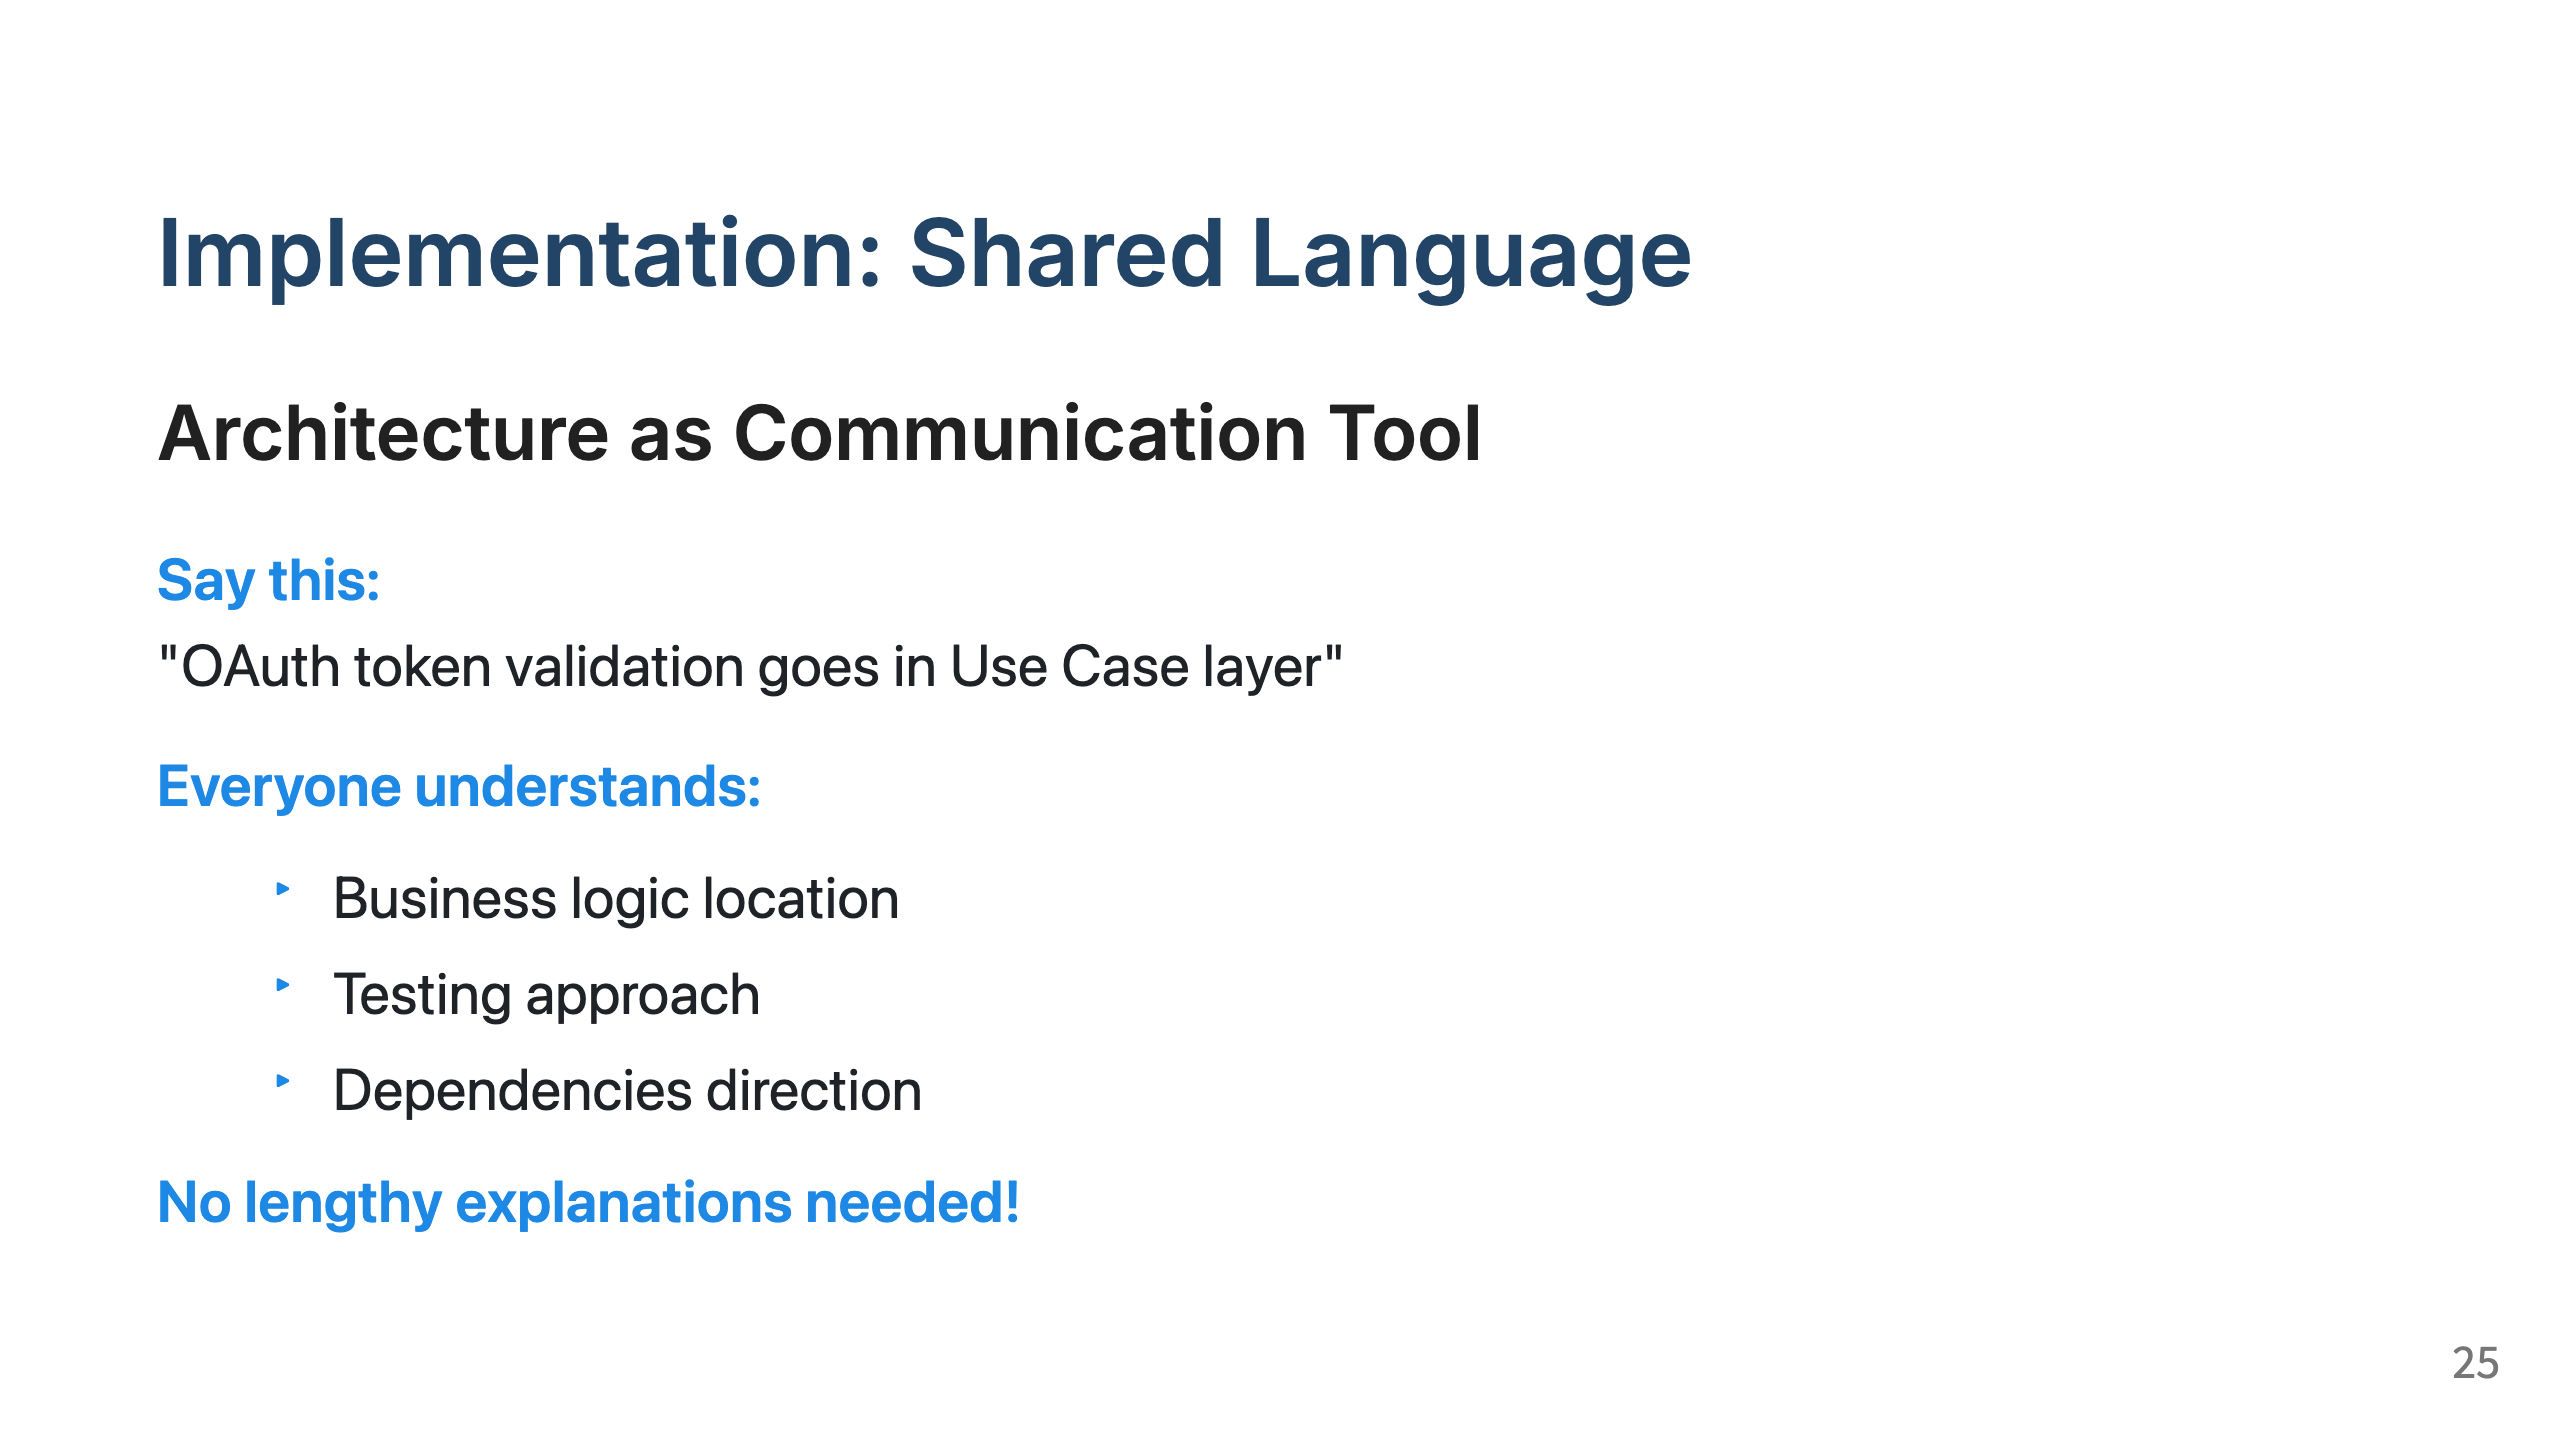 Implementation: Shared Language
Architecture as Communication Tool
Say this:
"OAuth token validation goes in Use Case layer"
Everyone understands:
Business logic location
Testing approach
Dependencies direction
No lengthy explanations needed!
25